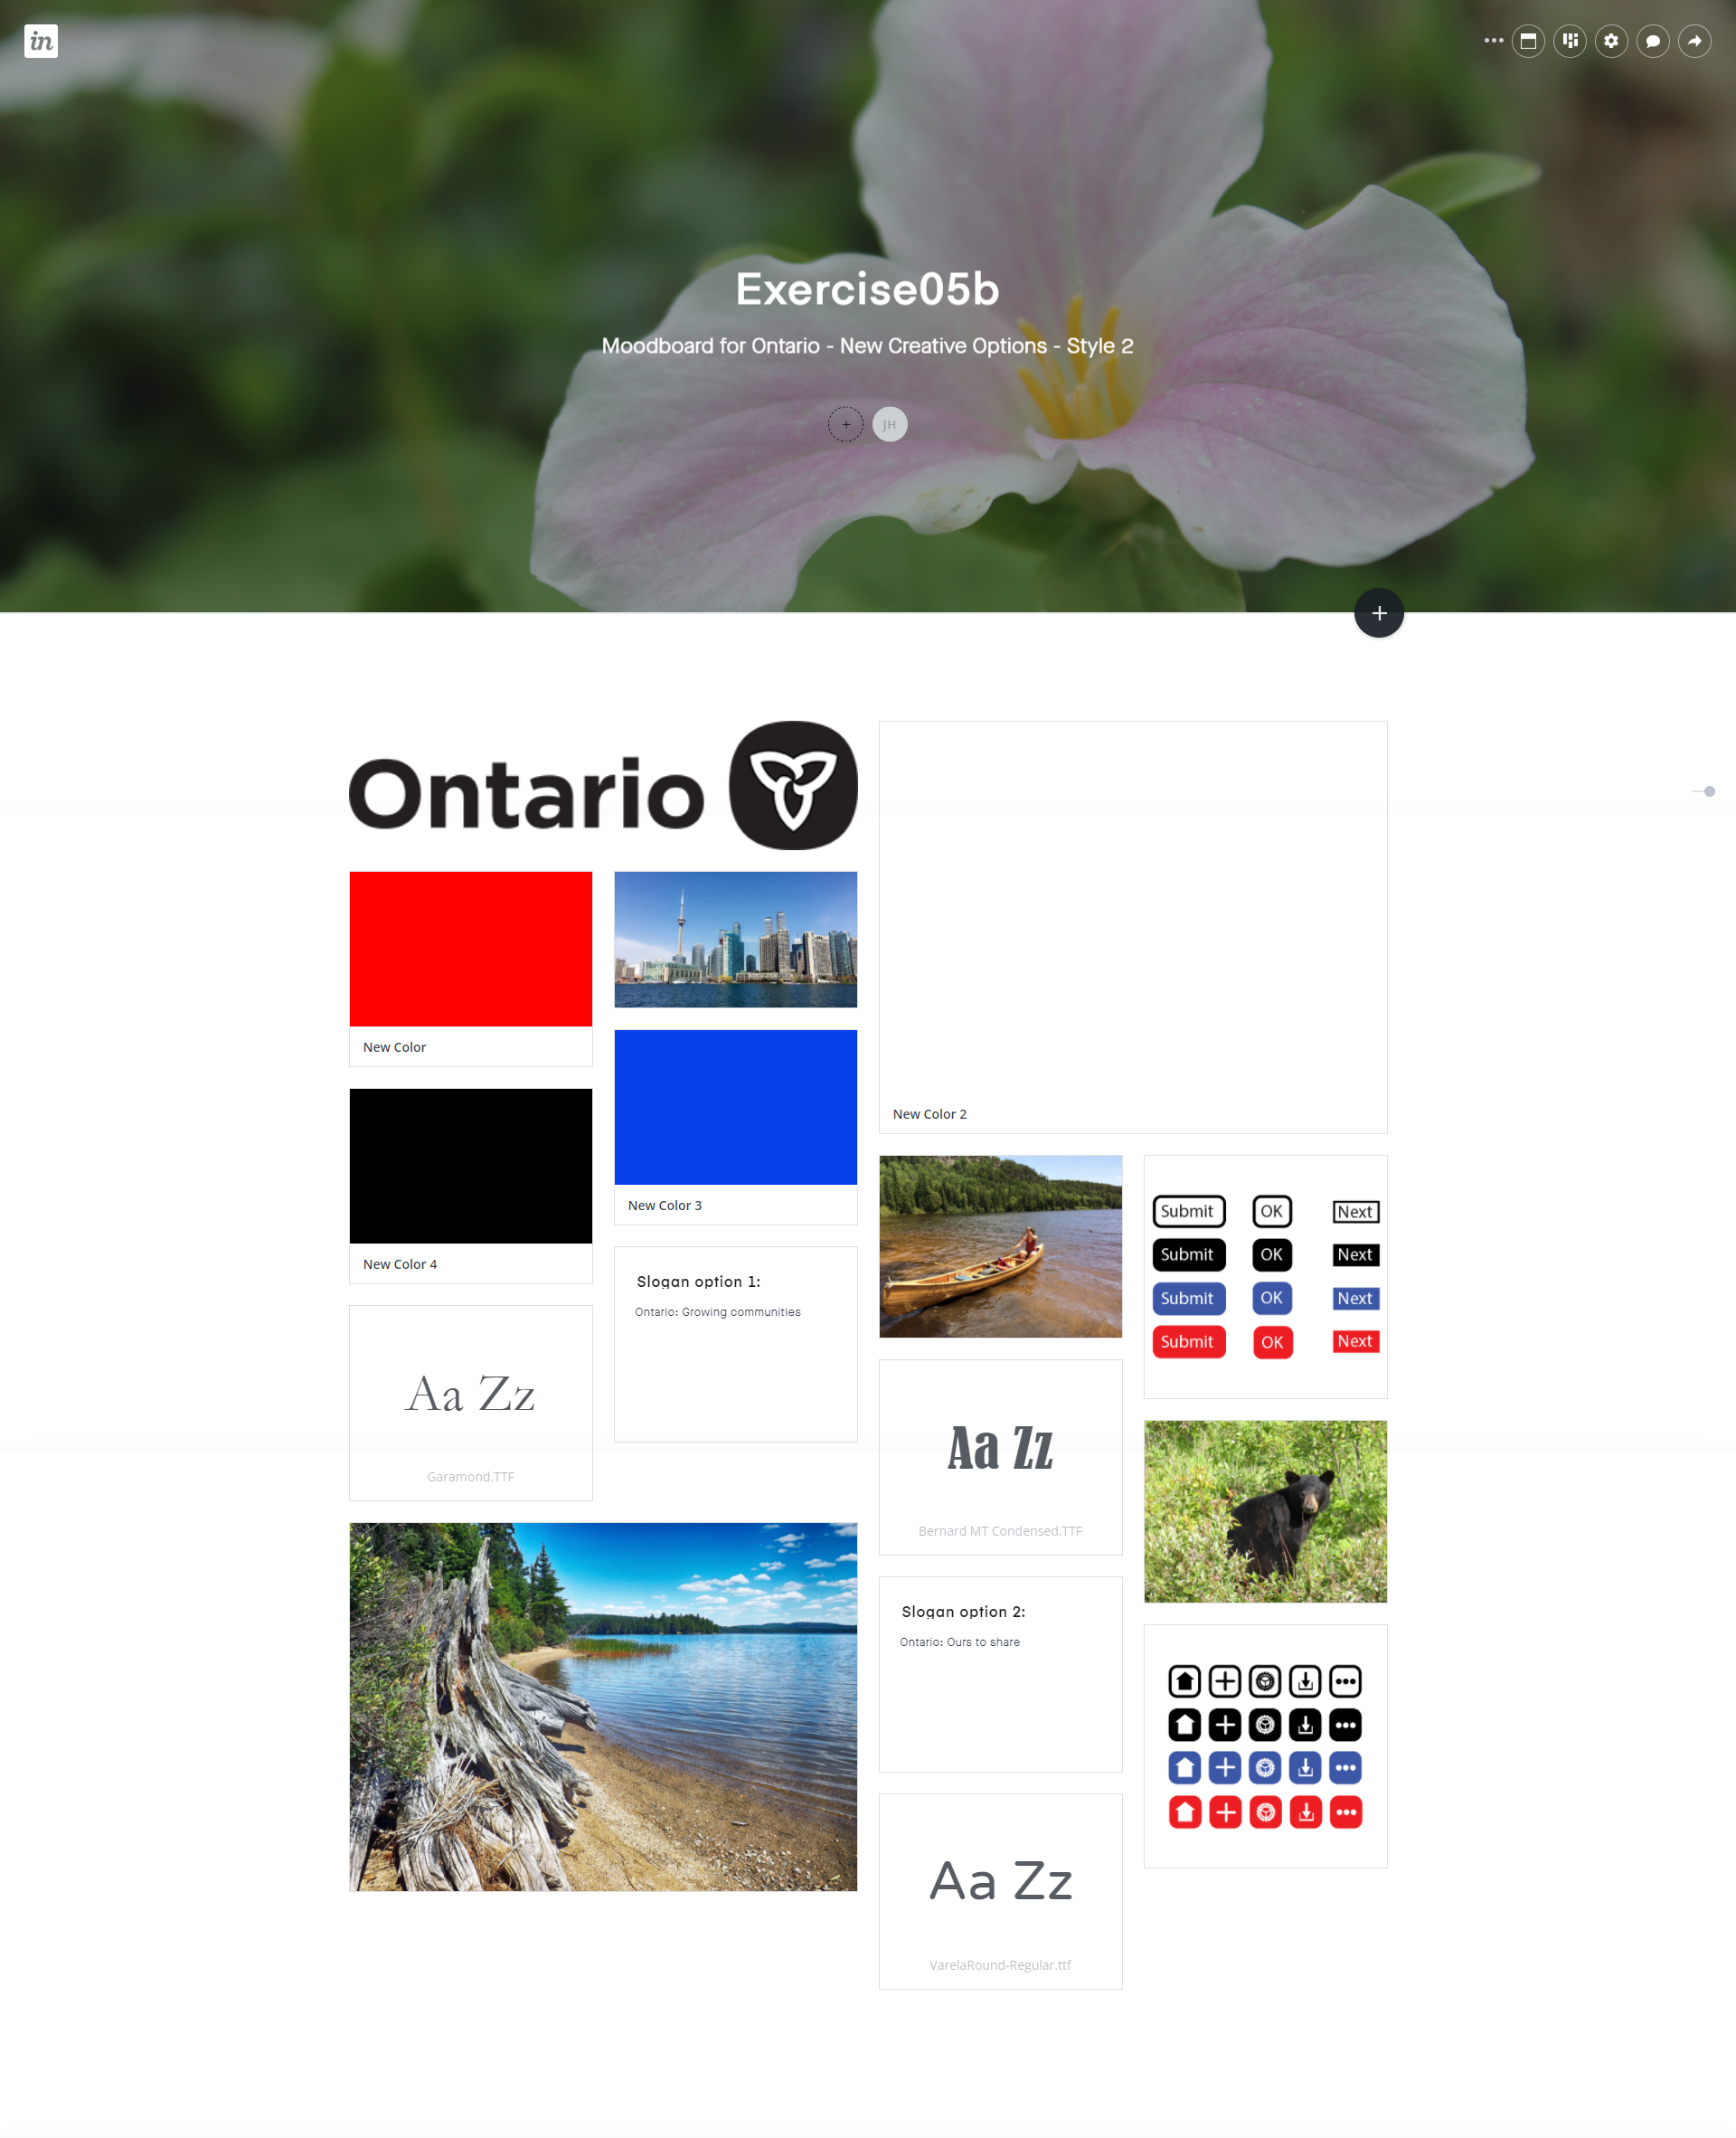 in
Exercise05b
Moodboard for Ontario - New Creative Options - Style 2
+ JH
Ontario
New Color
New Color 2
New Color 3
New Color 4
Submit OK Next
Submit OK Next
Submit OK Next
Submit OK Next
Slogan option 1:
Ontario: Growing communities
Aa Zz
Garamond.TTF
Aa Zz
Bernard MT Condensed.TTF
Slogan option 2:
Ontario: Ours to share
Aa Zz
VarelaRound-Regular.ttf